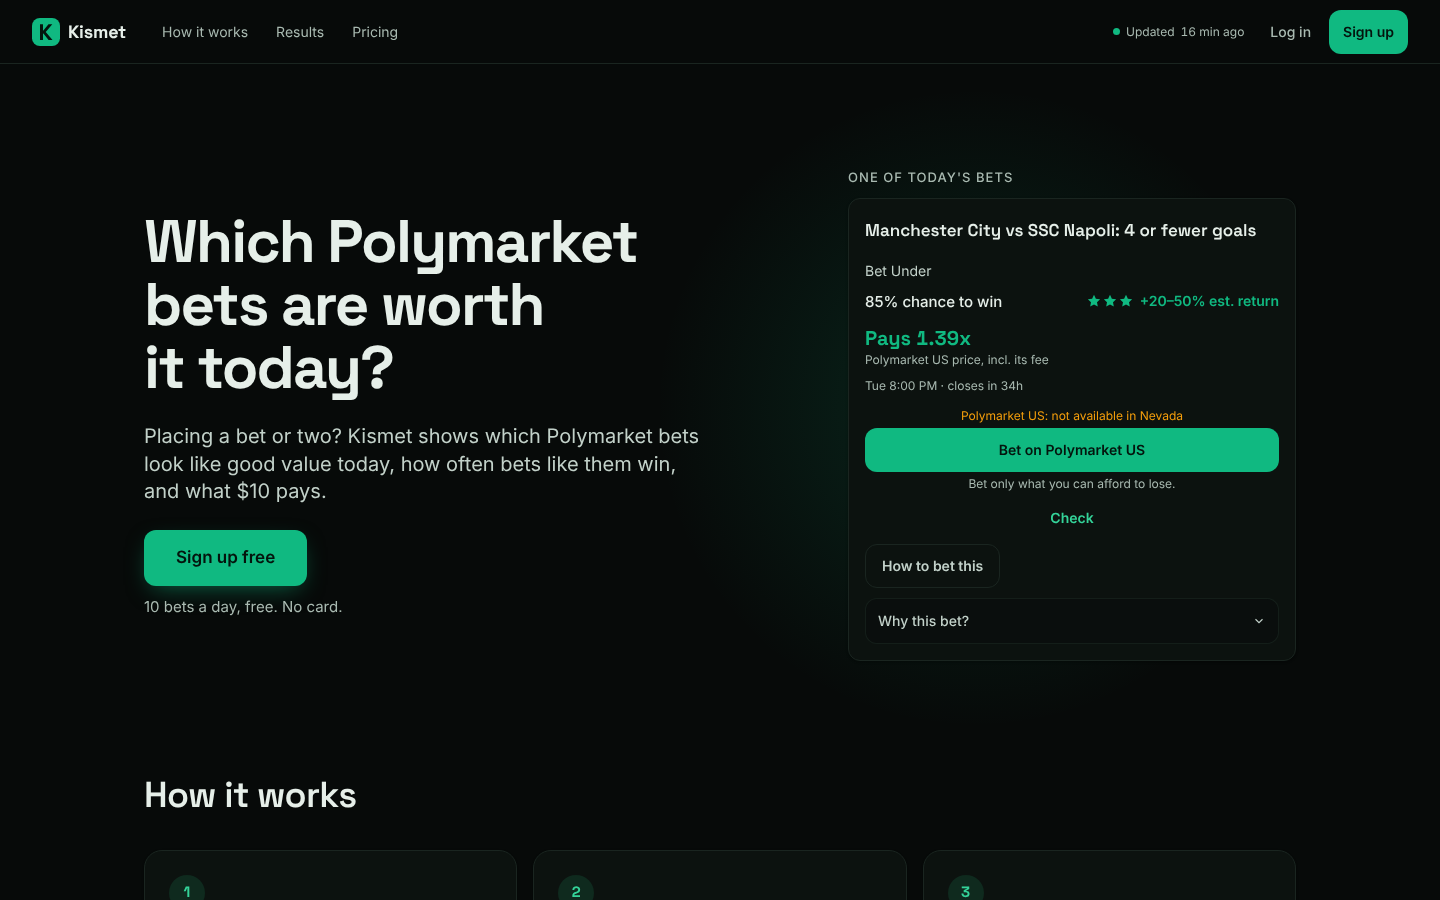 K Kismet
How it works
Results
Pricing
Updated 16 min ago
Log in
Sign up
Which Polymarket
bets are worth
it today?
Placing a bet or two? Kismet shows which Polymarket bets
look like good value today, how often bets like them win,
and what $10 pays.
Sign up free
10 bets a day, free. No card.
ONE OF TODAY'S BETS
Manchester City vs SSC Napoli: 4 or fewer goals
Bet Under
85% chance to win
★★★ +20–50% est. return
Pays 1.39x
Polymarket US price, incl. its fee
Tue 8:00 PM · closes in 34h
Polymarket US: not available in Nevada
Bet on Polymarket US
Bet only what you can afford to lose.
Check
How to bet this
Why this bet?
How it works
1
2
3